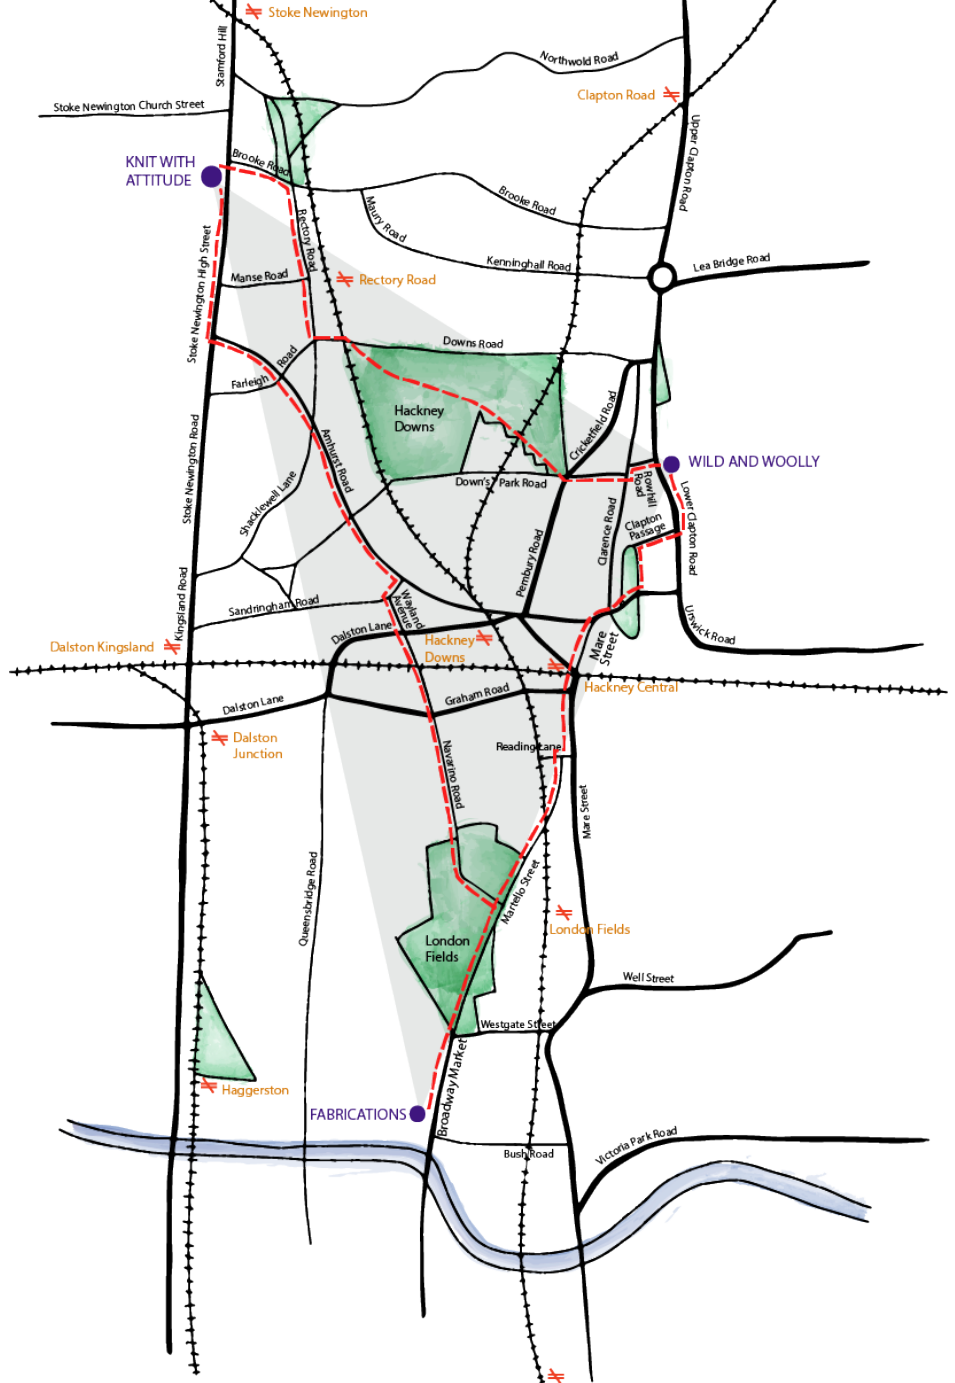 Stoke Newington
Stamford Hill
Northwold Road
Clapton Road
Stoke Newington Church Street
Upper Clapton Road
KNIT WITH
ATTITUDE
Brooke Road
Brooke Road
Maury Road
Rectory Road
Stoke Newington High Street
Kenninghall Road
Lea Bridge Road
Manse Road
Rectory Road
Downs Road
Farleigh Road
Hackney
Downs
Cricketfield Road
Stoke Newington Road
Amhurst Road
WILD AND WOOLLY
Shacklewell Lane
Down's Park Road
Rowhill
Road
Lower Clapton Road
Clapton
Passage
Clarence Road
Pembury Road
Kingsland Road
Sandringham Road
Wayland
Avenue
Dalston Lane
Hackney
Downs
Mare
Street
Urswick Road
Dalston Kingsland
Hackney Central
Graham Road
Dalston Lane
Dalston
Junction
Reading Lane
Navarino Road
Mare Street
Queensbridge Road
Martello Street
London Fields
London
Fields
Well Street
Westgate Street
Haggerston
Broadway Market
FABRICATIONS
Bush Road
Victoria Park Road